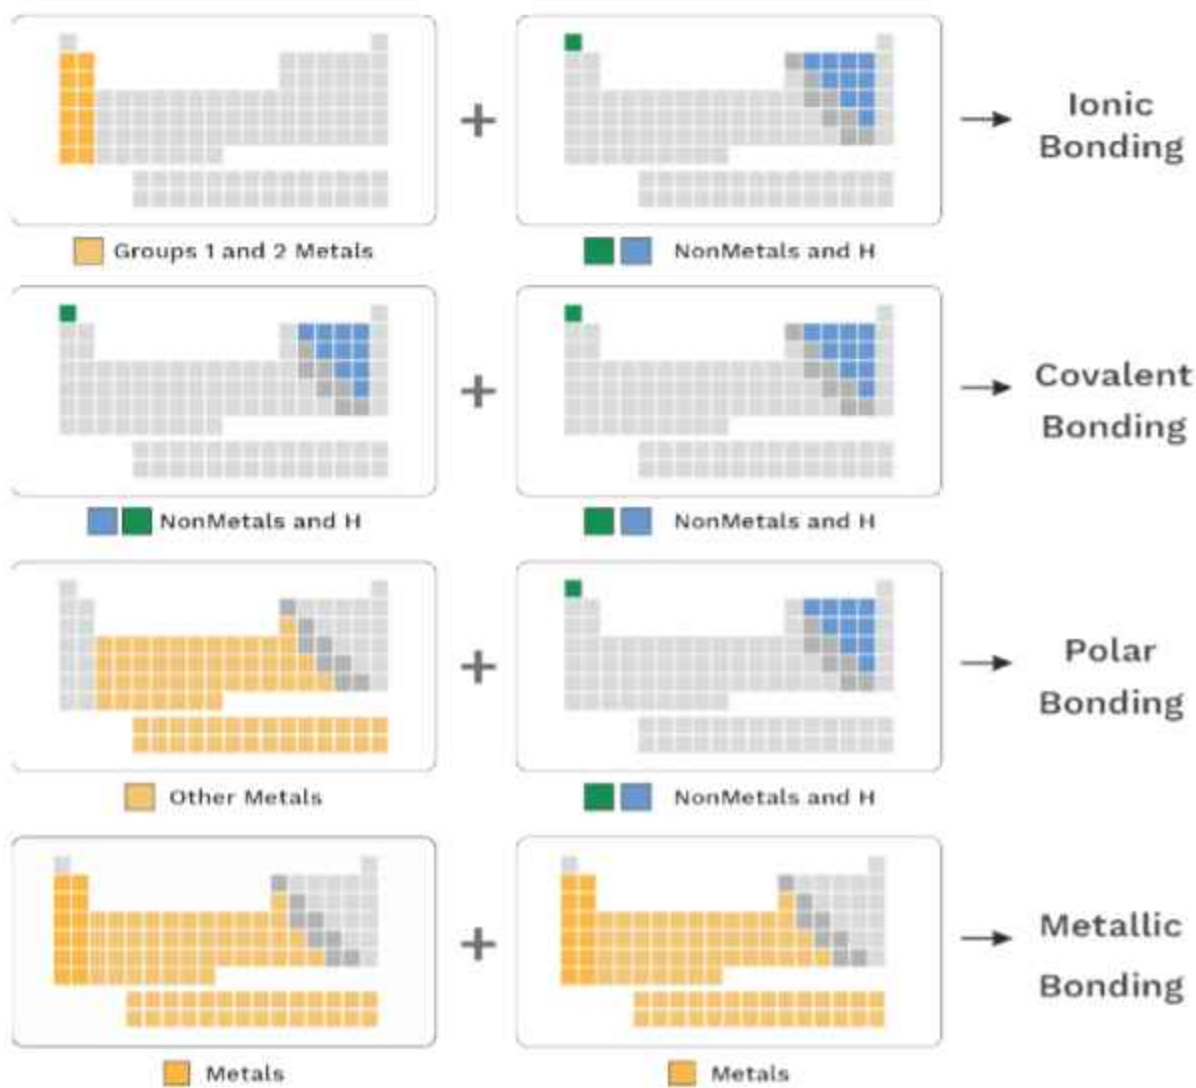 Ionic
Bonding
Groups 1 and 2 Metals
NonMetals and H
Covalent
Bonding
NonMetals and H
NonMetals and H
Polar
Bonding
Other Metals
NonMetals and H
Metallic
Bonding
Metals
Metals